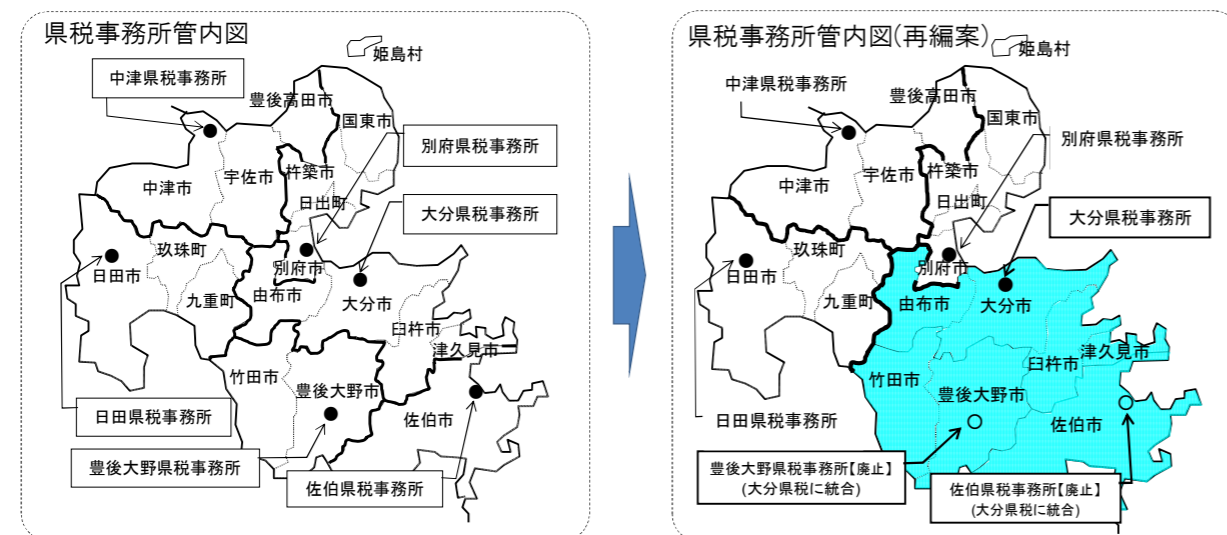 県税事務所管内図
姫島村
中津県税事務所
豊後高田市
国東市
別府県税事務所
杵築市
宇佐市
中津市
日出町
大分県税事務所
玖珠町
日田市
別府市
九重町
由布市
大分市
臼杵市
津久見市
竹田市
豊後大野市
佐伯市
日田県税事務所
豊後大野県税事務所
佐伯県税事務所
県税事務所管内図(再編案)
姫島村
中津県税事務所
豊後高田市
国東市
別府県税事務所
杵築市
宇佐市
中津市
日出町
大分県税事務所
玖珠町
日田市
別府市
九重町
由布市
大分市
津久見市
臼杵市
竹田市
豊後大野市
佐伯市
日田県税事務所
豊後大野県税事務所【廃止】
(大分県税に統合)
佐伯県税事務所【廃止】
(大分県税に統合)